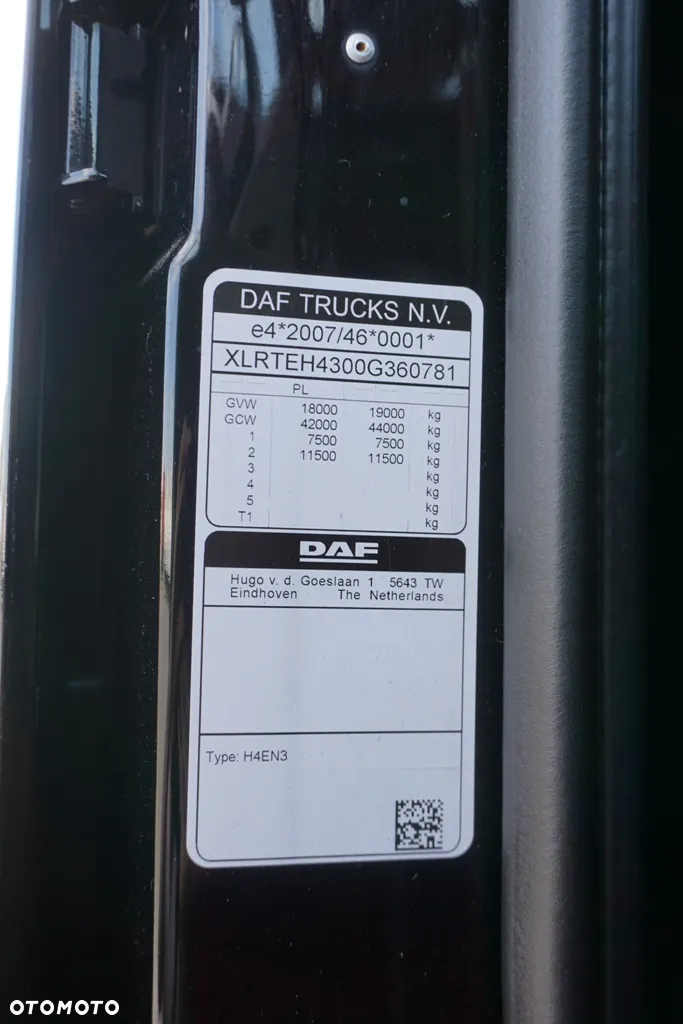 DAF TRUCKS N.V.
e4*2007/46*0001*
XLRTEH4300G360781
PL
GVW 18000 19000 kg
GCW 42000 44000 kg
1 7500 7500 kg
2 11500 11500 kg
3 kg
4 kg
5 kg
T1 kg
DAF
Hugo v. d. Goeslaan 1 5643 TW
Eindhoven The Netherlands
Type: H4EN3
OTOMOTO